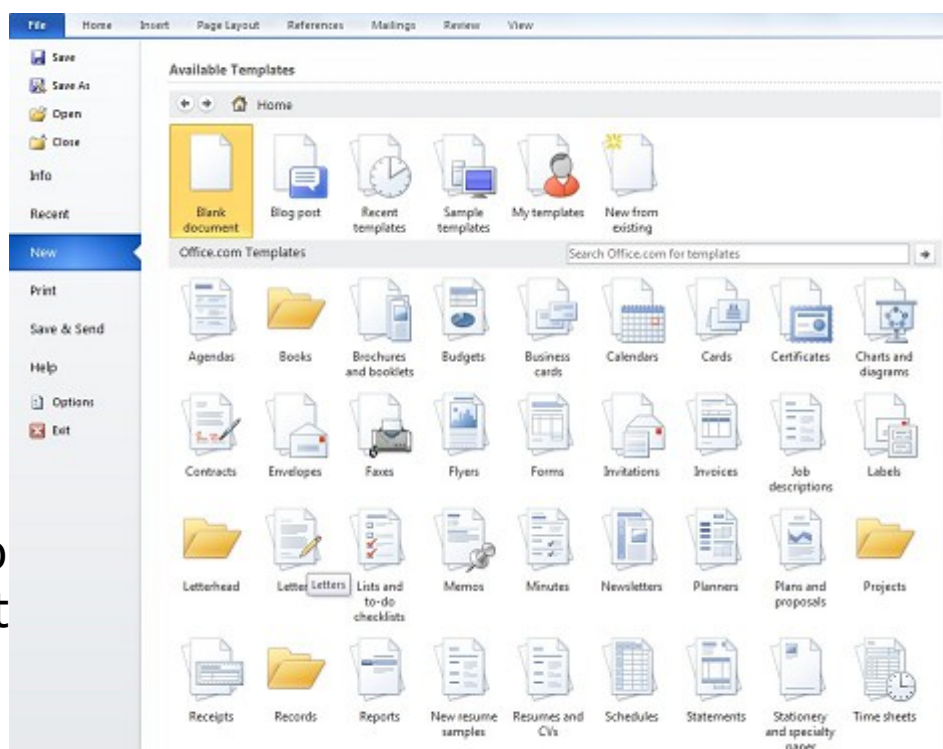 File Home Insert Page Layout References Mailings Review View
Save
Save As
Open
Close
Info
Recent
New
Print
Save & Send
Help
Options
Exit
Available Templates
Home
Blank document
Blog post
Recent templates
Sample templates
My templates
New from existing
Office.com Templates
Search Office.com for templates
Agendas
Books
Brochures and booklets
Budgets
Business cards
Calendars
Cards
Certificates
Charts and diagrams
Contracts
Envelopes
Faxes
Flyers
Forms
Invitations
Invoices
Job descriptions
Labels
Letterhead
Letters
Lists and to-do checklists
Memos
Minutes
Newsletters
Planners
Plans and proposals
Projects
Receipts
Records
Reports
New resume samples
Resumes and CVs
Schedules
Statements
Stationery and specialty paper
Time sheets